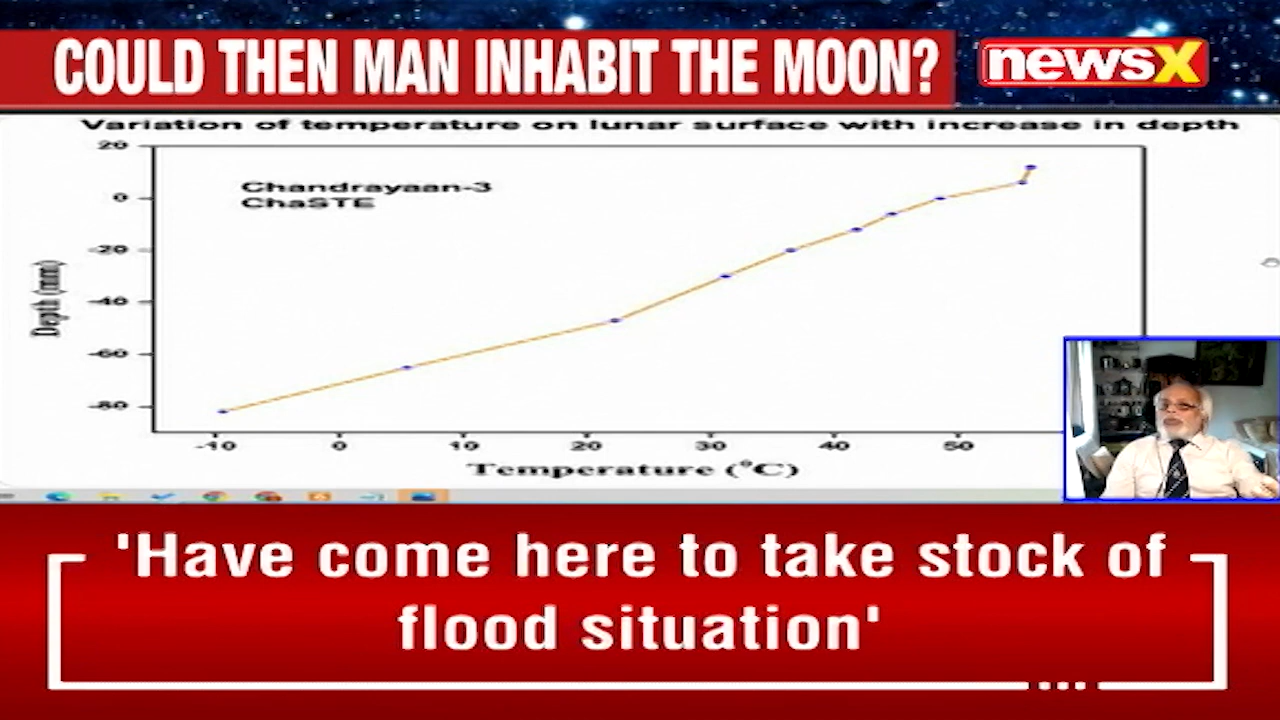 COULD THEN MAN INHABIT THE MOON?
newsX
Variation of temperature on lunar surface with increase in depth
20
0
-20
-40
-60
-80
Chandrayaan-3
ChaSTE
Depth (mm)
-10 0 10 20 30 40 50
Temperature (°C)
'Have come here to take stock of
flood situation'